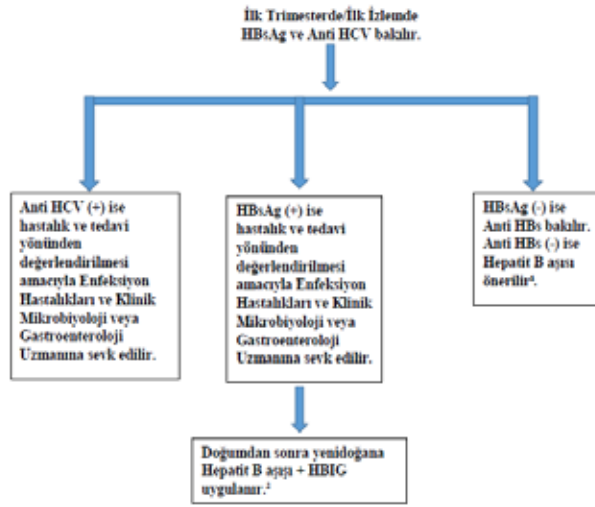 İlk Trimesterde/İlk İzlemde
HBsAg ve Anti HCV bakılır.
Anti HCV (+) ise
hastalık ve tedavi
yönünden
değerlendirilmesi
amacıyla Enfeksiyon
Hastalıkları ve Klinik
Mikrobiyoloji veya
Gastroenteroloji
Uzmanına sevk edilir.
HBsAg (+) ise
hastalık ve tedavi
yönünden
değerlendirilmesi
amacıyla Enfeksiyon
Hastalıkları ve Klinik
Mikrobiyoloji veya
Gastroenteroloji
Uzmanına sevk edilir.
HBsAg (-) ise
Anti HBs bakılır.
Anti HBs (-) ise
Hepatit B aşısı
önerilir
Doğumdan sonra yenidoğana
Hepatit B aşısı + HBIG
uygulanır.